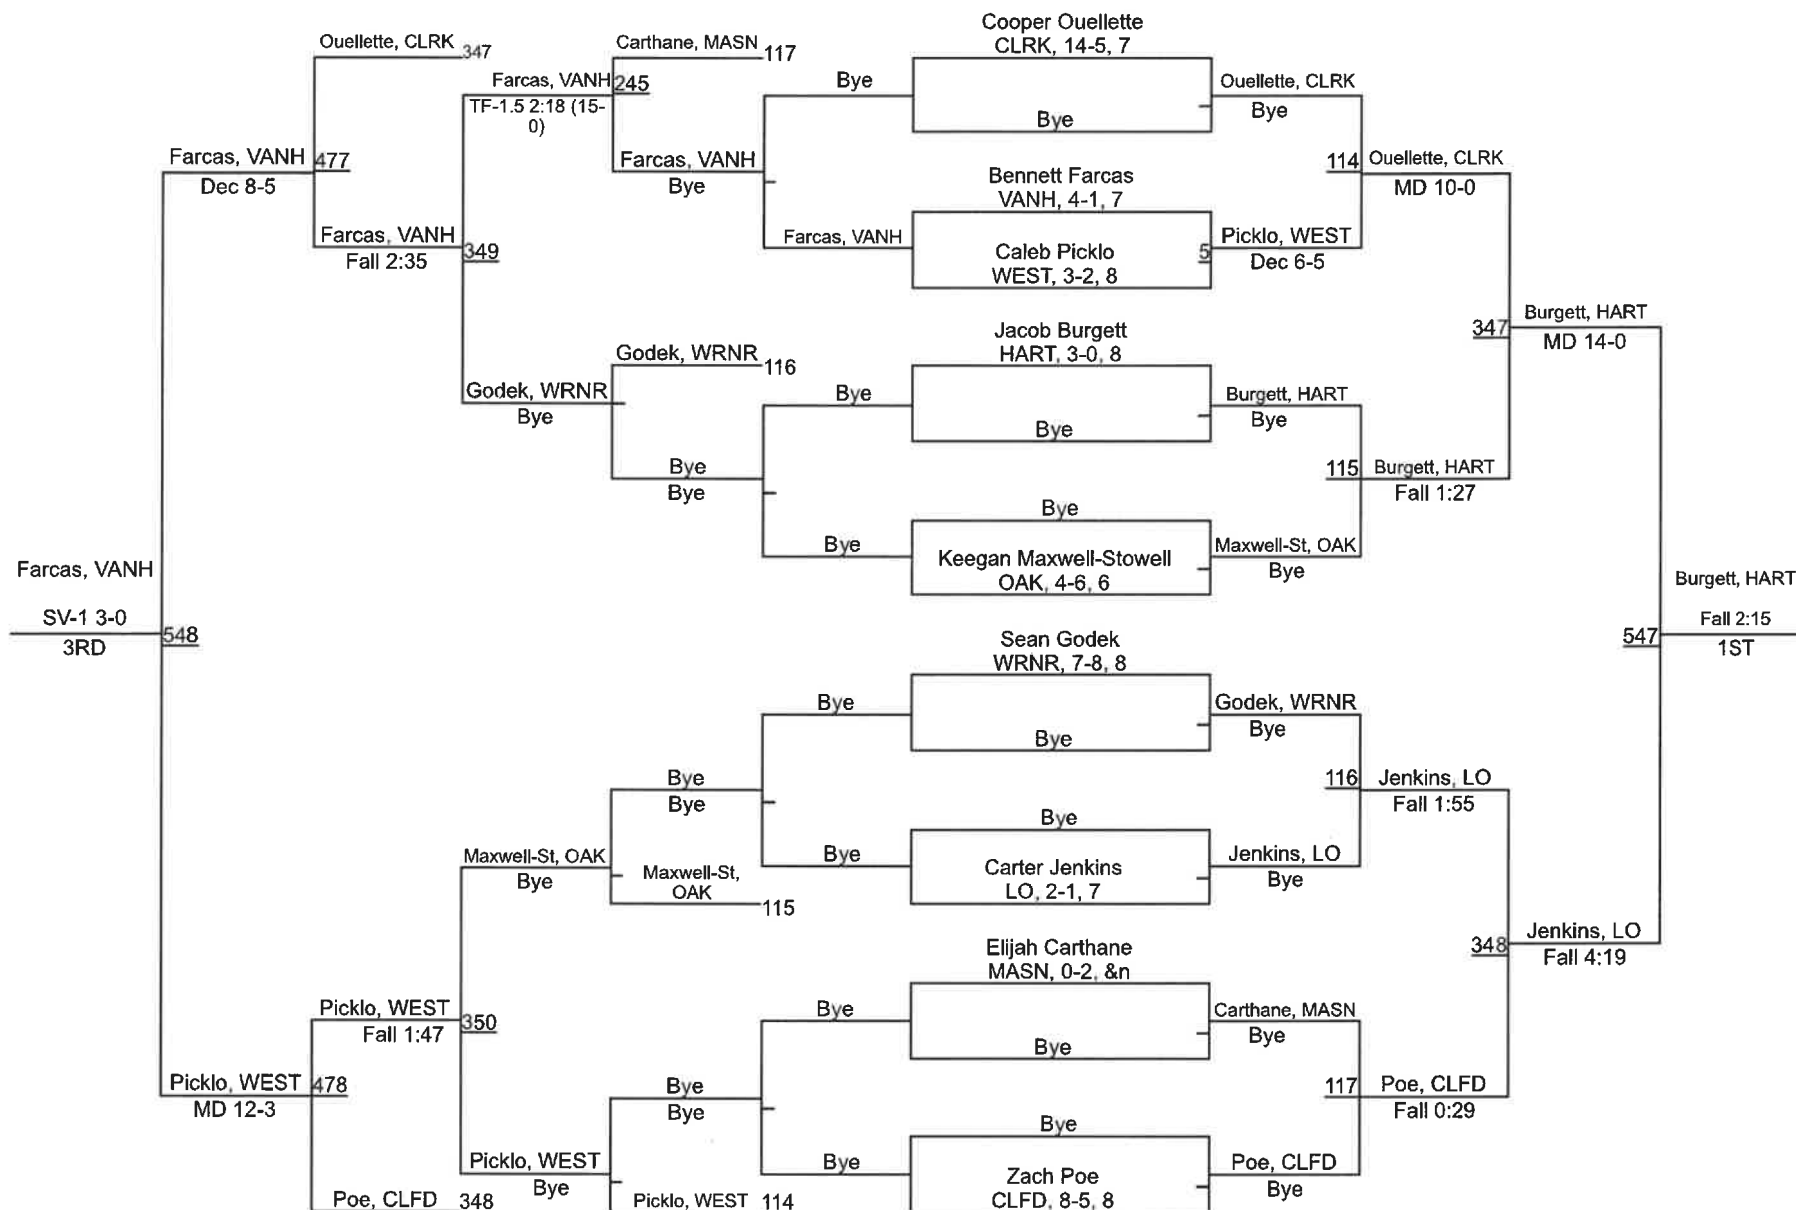 Cooper Ouellette
CLRK, 14-5, 7
Ouellette, CLRK 347
Carthane, MASN 117
Farcas, VANH 245
TF-1.5 2:18 (15-
0)
Bye
Bye
Ouellette, CLRK
Bye
Farcas, VANH 477
Dec 8-5
Farcas, VANH
Bye
Bennett Farcas
VANH, 4-1, 7
114 Ouellette, CLRK
MD 10-0
Farcas, VANH 349
Fall 2:35
Farcas, VANH
Caleb Picklo
WEST, 3-2, 8
5 Picklo, WEST
Dec 6-5
Jacob Burgett
HART, 3-0, 8
347 Burgett, HART
MD 14-0
Godek, WRNR 116
Godek, WRNR
Bye
Bye
Bye
Burgett, HART
Bye
Bye
Bye
115 Burgett, HART
Fall 1:27
Bye
Bye
Keegan Maxwell-Stowell
OAK, 4-6, 6
Maxwell-St, OAK
Bye
Farcas, VANH
SV-1 3-0
3RD
548
Burgett, HART
Fall 2:15
1ST
547
Sean Godek
WRNR, 7-8, 8
Bye
Bye
Godek, WRNR
Bye
Bye
Bye
116 Jenkins, LO
Fall 1:55
Maxwell-St, OAK
Bye
Maxwell-St,
OAK
115
Bye
Bye
Carter Jenkins
LO, 2-1, 7
Jenkins, LO
Bye
348 Jenkins, LO
Fall 4:19
Elijah Carthane
MASN, 0-2, &n
Picklo, WEST 350
Fall 1:47
Bye
Bye
Carthane, MASN
Bye
Picklo, WEST 478
MD 12-3
Bye
Bye
117 Poe, CLFD
Fall 0:29
Picklo, WEST
Bye
Bye
Bye
Zach Poe
CLFD, 8-5, 8
Poe, CLFD
Bye
Poe, CLFD 348
Picklo, WEST 114